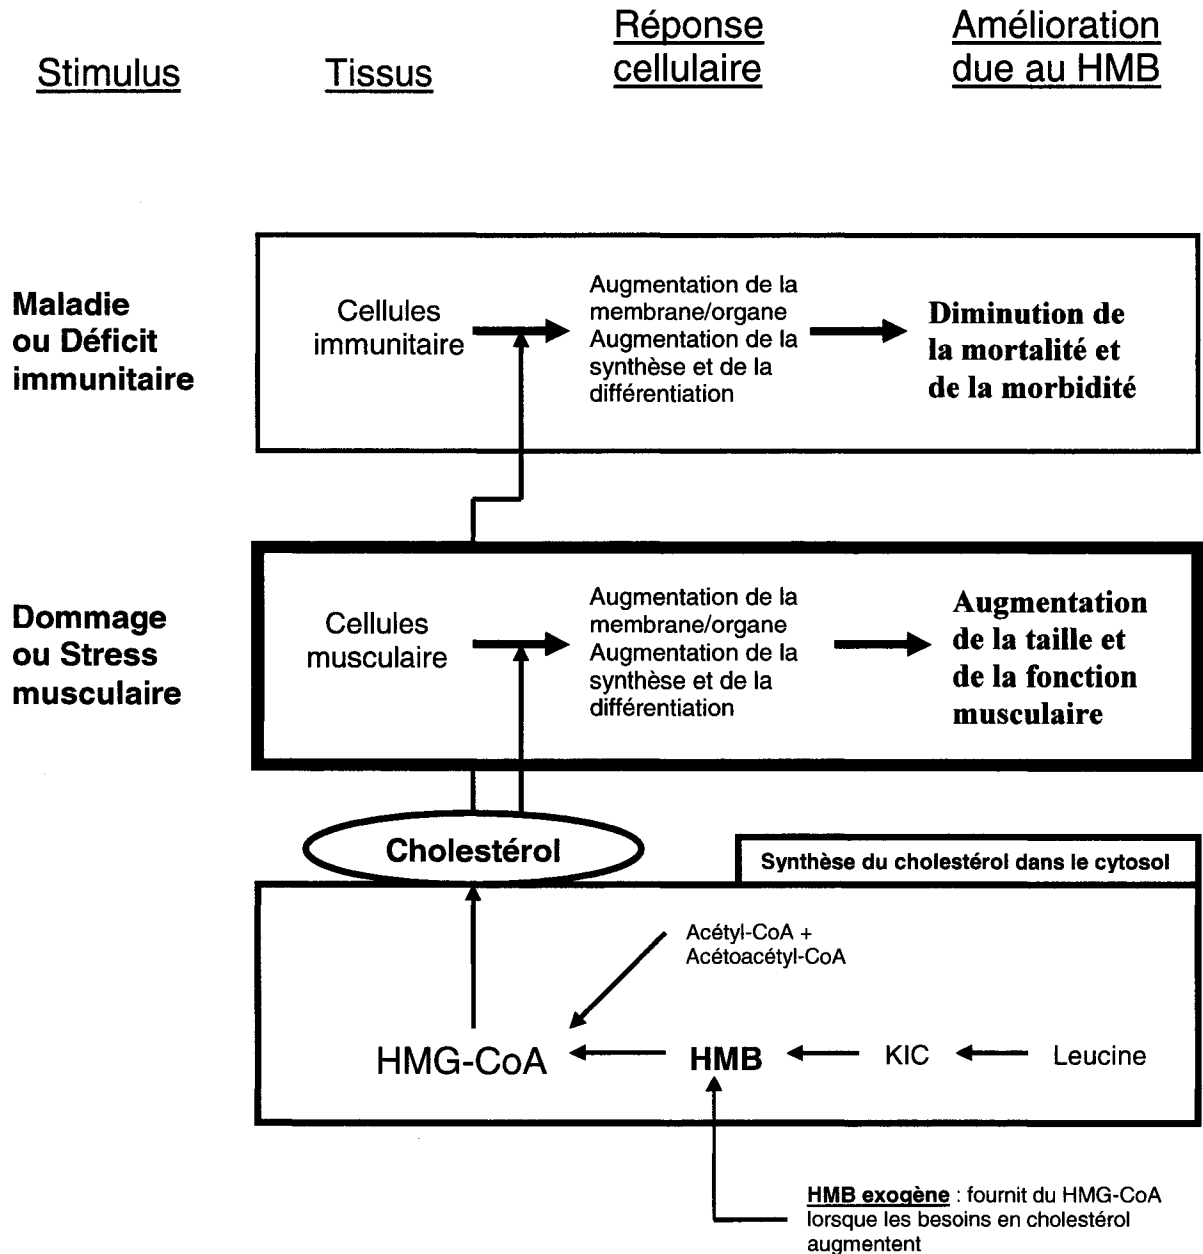 Stimulus
Tissus
Réponse
cellulaire
Amélioration
due au HMB
Maladie
ou Déficit
immunitaire
Cellules
immunitaire
Augmentation de la
membrane/organe
Augmentation de la
synthèse et de la
différentiation
Diminution de
la mortalité et
de la morbidité
Dommage
ou Stress
musculaire
Cellules
musculaire
Augmentation de la
membrane/organe
Augmentation de la
synthèse et de la
différentiation
Augmentation
de la taille et
de la fonction
musculaire
Cholestérol
Synthèse du cholestérol dans le cytosol
Acétyl-CoA +
Acétoacétyl-CoA
HMG-CoA
HMB
KIC
Leucine
HMB exogène : fournit du HMG-CoA
lorsque les besoins en cholestérol
augmentent